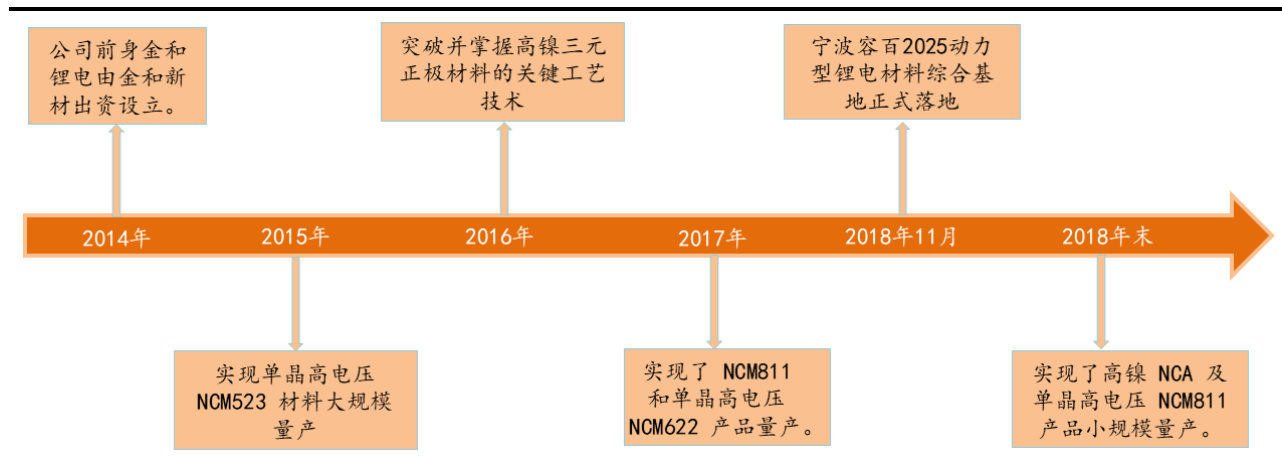 公司前身金和
锂电由金和新
材出资设立。
突破并掌握高镍三元
正极材料的关键工艺
技术
宁波容百2025动力
型锂电材料综合基
地正式落地
2014年
2015年
2016年
2017年
2018年11月
2018年末
实现单晶高电压
NCM523 材料大规模
量产
实现了 NCM811
和单晶高电压
NCM622 产品量产。
实现了高镍 NCA 及
单晶高电压 NCM811
产品小规模量产。